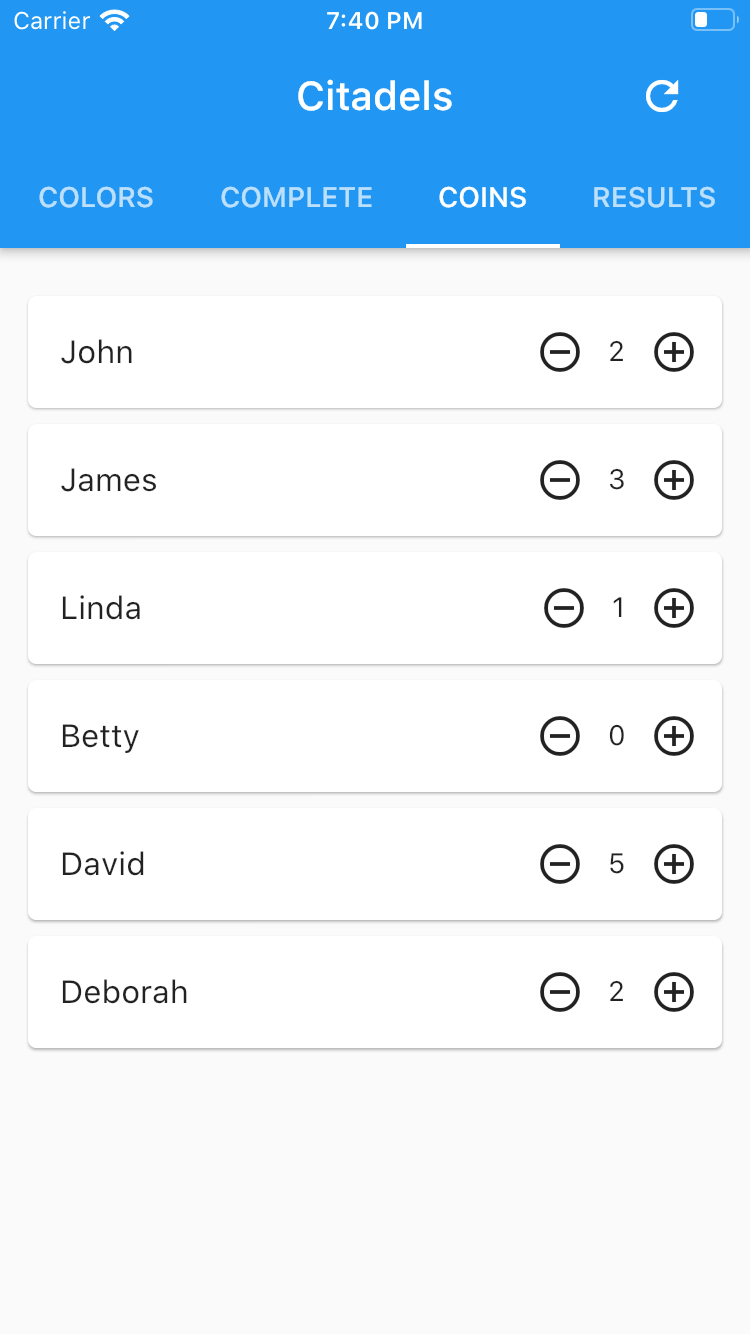 Carrier 7:40 PM
Citadels
COLORS COMPLETE COINS RESULTS
John 2
James 3
Linda 1
Betty 0
David 5
Deborah 2